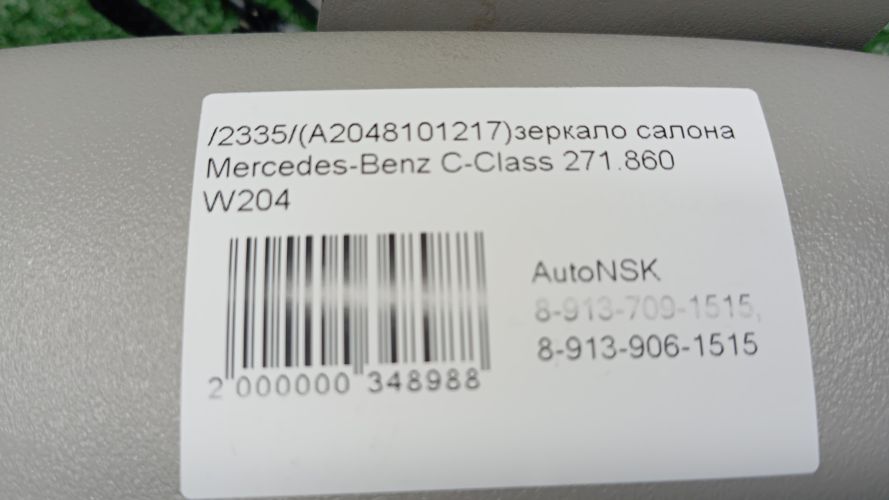 /2335/(A2048101217)зеркало салона
Mercedes-Benz C-Class 271.860
W204
AutoNSK
8-913-709-1515,
8-913-906-1515
2 000000 348988